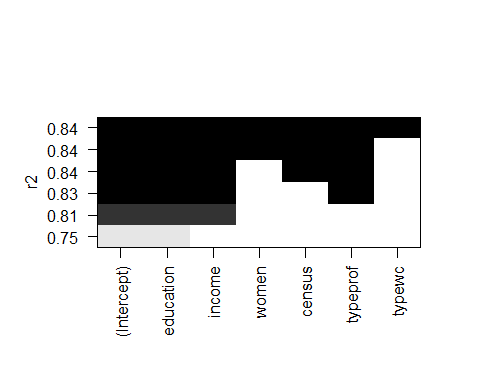 0.84
0.84
0.84
0.83
0.81
0.75
r2
(Intercept)
education
income
women
census
typeprof
typewc